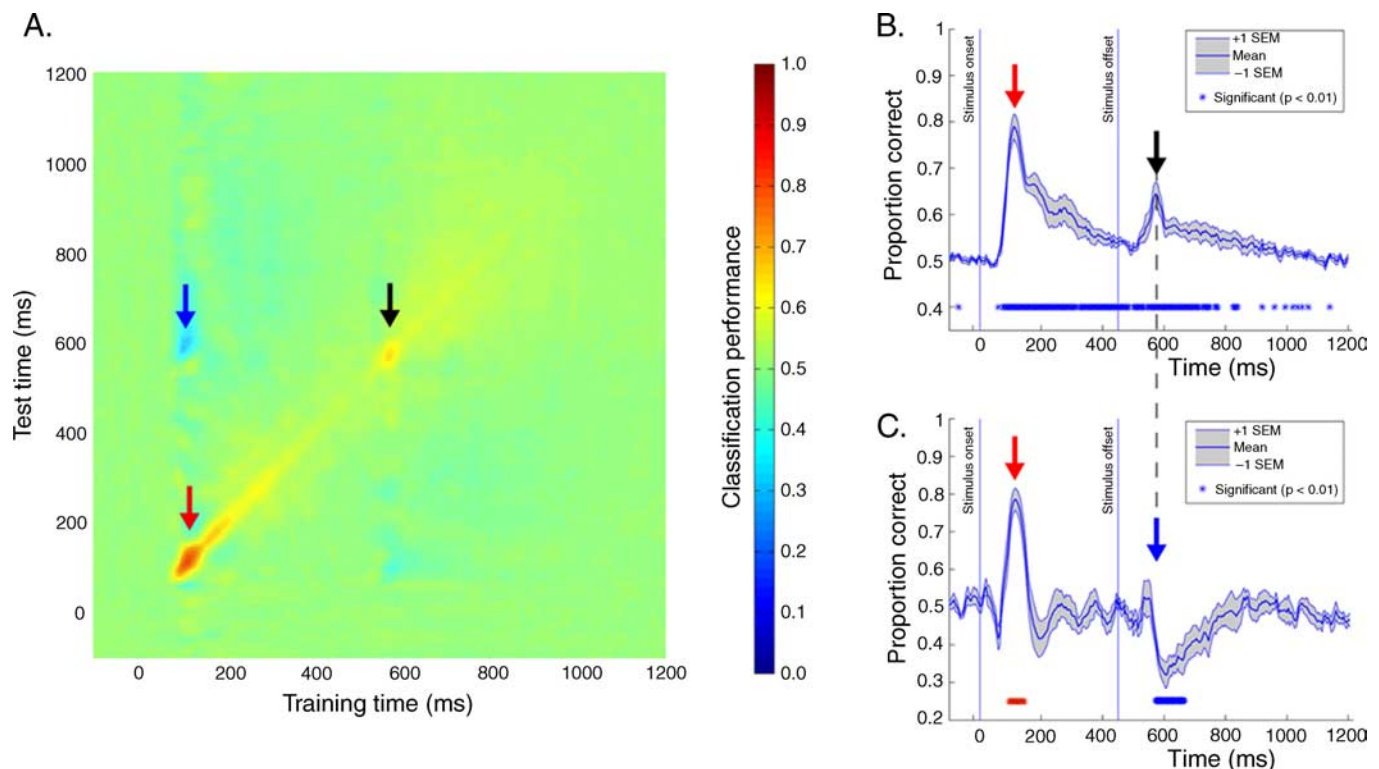 A.
1200
1000
800
600
400
200
0
Test time (ms)
0 200 400 600 800 1000 1200
Training time (ms)
1.0
0.9
0.8
0.7
0.6
0.5
0.4
0.3
0.2
0.1
0.0
Classification performance
B.
1
0.9
0.8
0.7
0.6
0.5
0.4
Proportion correct
Stimulus onset
Stimulus offset
+1 SEM
Mean
−1 SEM
Significant (p < 0.01)
0 200 400 600 800 1000 1200
Time (ms)
C.
1
0.9
0.8
0.7
0.6
0.5
0.4
0.3
0.2
Proportion correct
Stimulus onset
Stimulus offset
+1 SEM
Mean
−1 SEM
Significant (p < 0.01)
0 200 400 600 800 1000 1200
Time (ms)